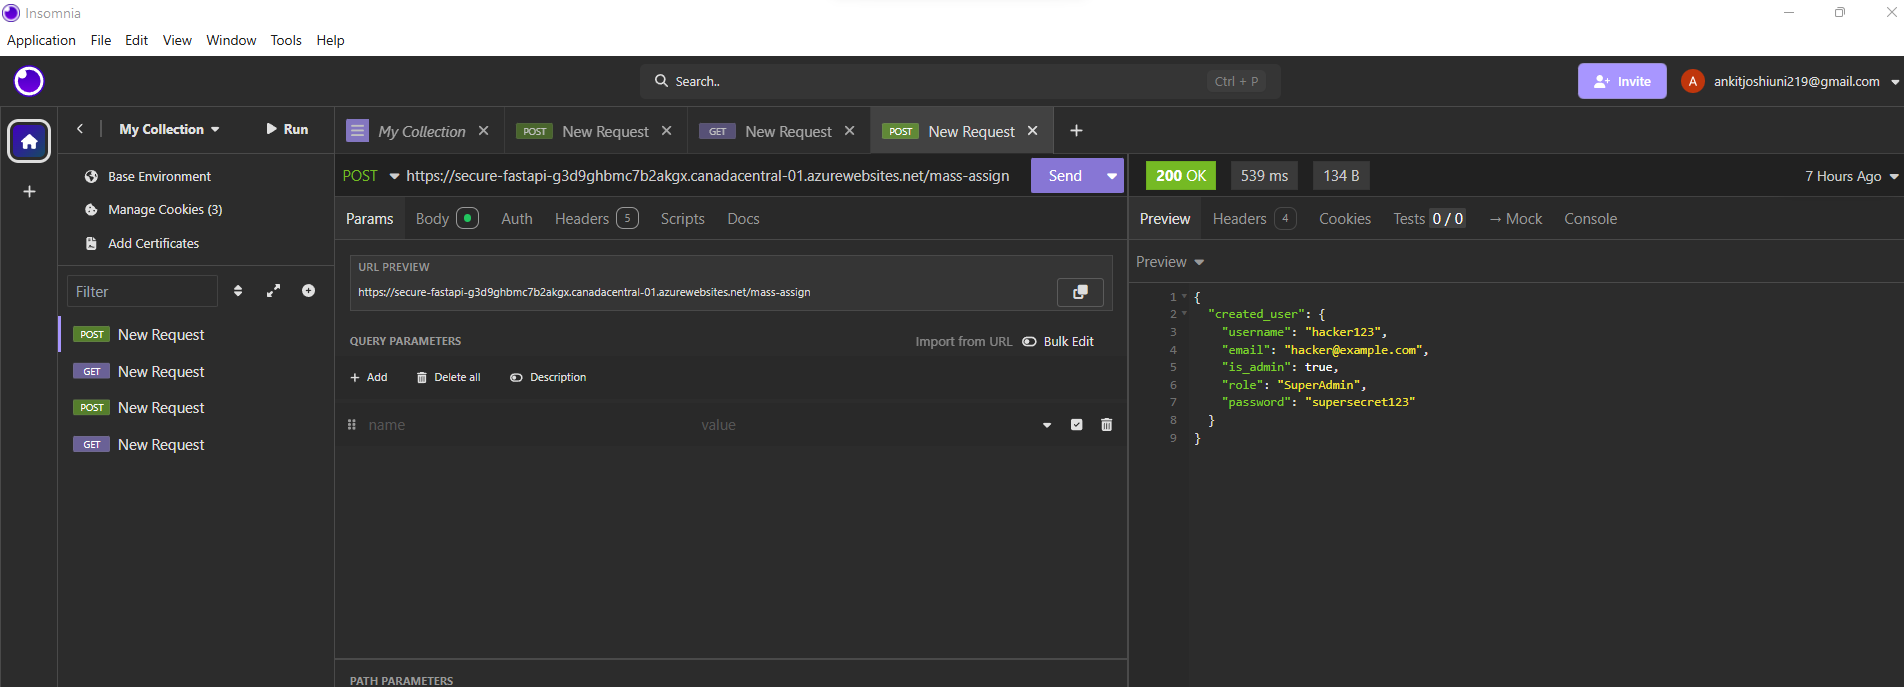 Insomnia
Application File Edit View Window Tools Help
Search.. Ctrl + P
Invite
A ankitjoshiuni219@gmail.com
My Collection Run
My Collection
POST New Request
GET New Request
POST New Request
Base Environment
Manage Cookies (3)
Add Certificates
Filter
POST New Request
GET New Request
POST New Request
GET New Request
POST https://secure-fastapi-g3d9ghbmc7b2akgx.canadacentral-01.azurewebsites.net/mass-assign Send
Params Body Auth Headers 5 Scripts Docs
URL PREVIEW
https://secure-fastapi-g3d9ghbmc7b2akgx.canadacentral-01.azurewebsites.net/mass-assign
QUERY PARAMETERS Import from URL Bulk Edit
+ Add Delete all Description
name value
PATH PARAMETERS
200 OK 539 ms 134 B 7 Hours Ago
Preview Headers 4 Cookies Tests 0 / 0 → Mock Console
Preview
1 {
2 "created_user": {
3 "username": "hacker123",
4 "email": "hacker@example.com",
5 "is_admin": true,
6 "role": "SuperAdmin",
7 "password": "supersecret123"
8 }
9 }